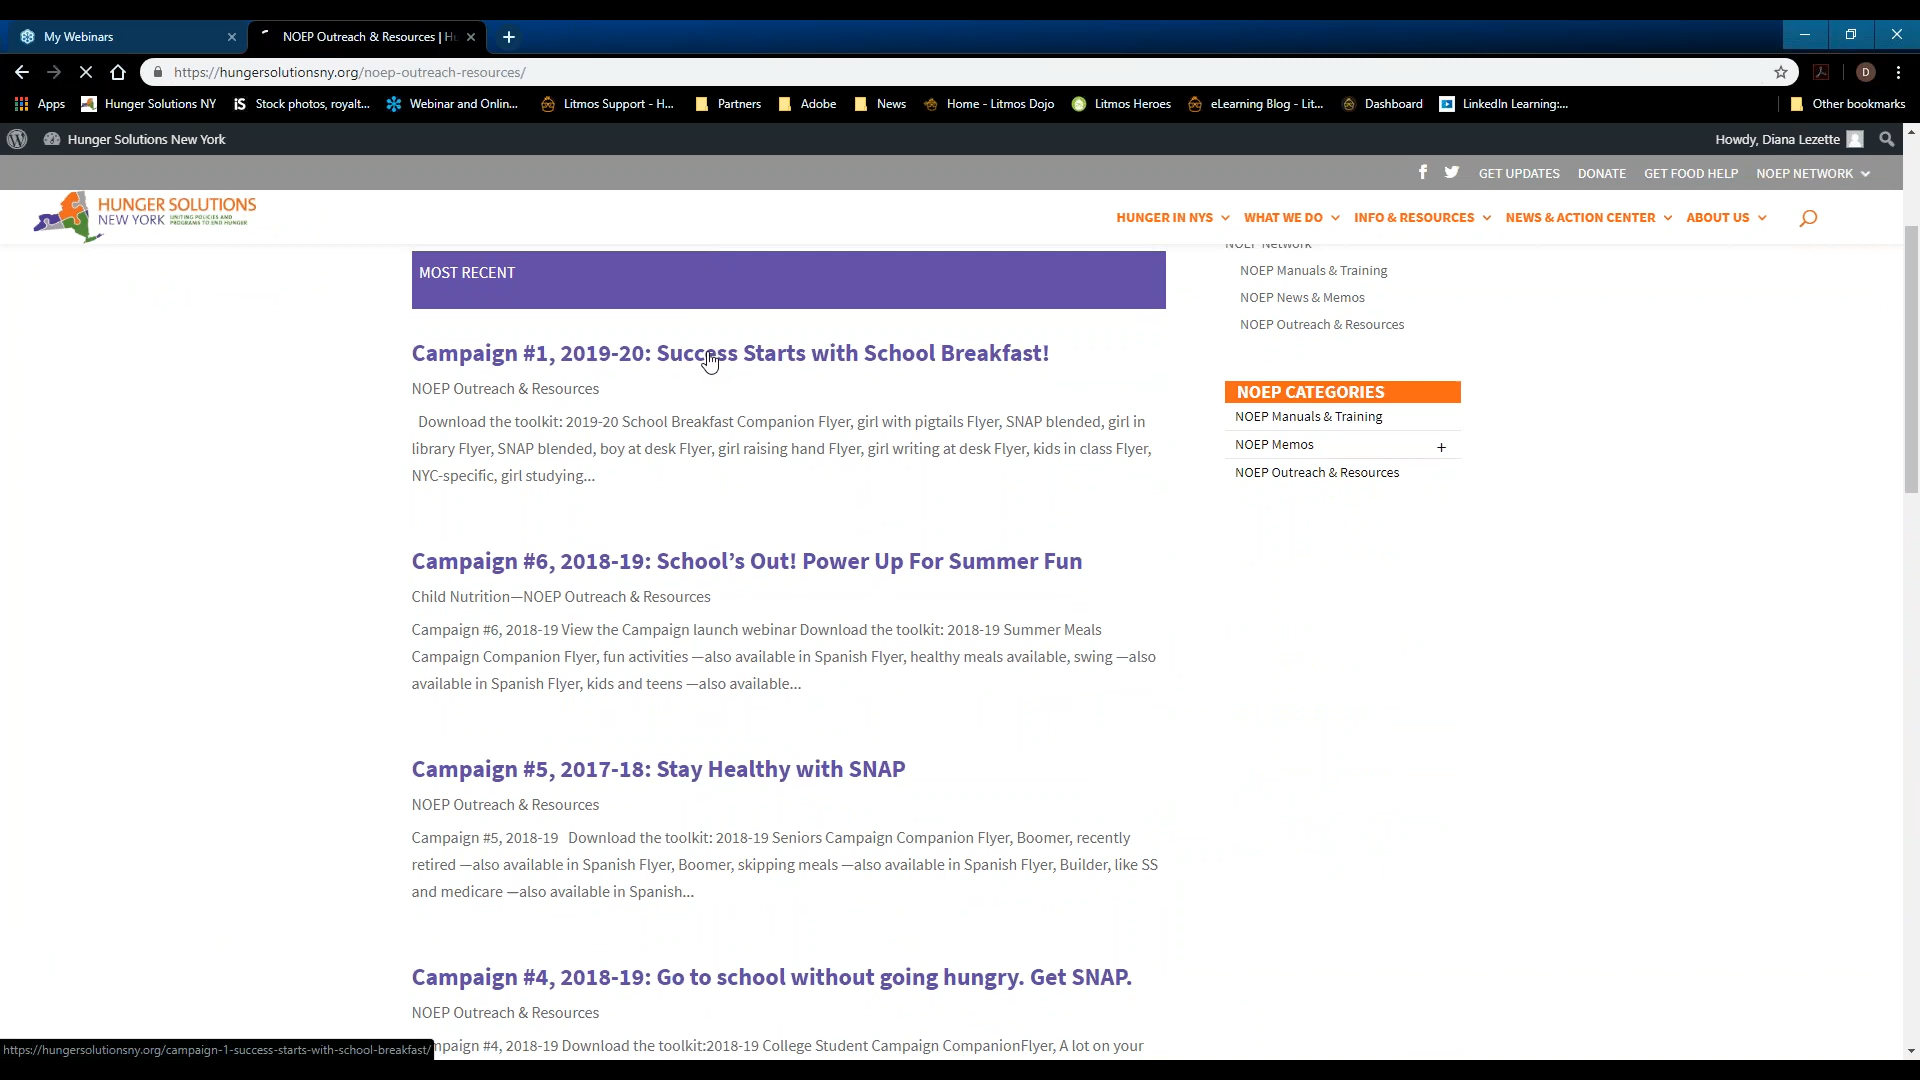 My Webinars
NOEP Outreach & Resources | Hu
https://hungersolutionsny.org/noep-outreach-resources/
D
Apps Hunger Solutions NY iS Stock photos, royalt... Webinar and Onlin... Litmos Support - H... Partners Adobe News Home - Litmos Dojo Litmos Heroes eLearning Blog - Lit... Dashboard LinkedIn Learning:... Other bookmarks
Hunger Solutions New York
Howdy, Diana Lezette
GET UPDATES DONATE GET FOOD HELP NOEP NETWORK
HUNGER SOLUTIONS
NEW YORK UNITING POLICIES AND
PROGRAMS TO END HUNGER
HUNGER IN NYS WHAT WE DO INFO & RESOURCES NEWS & ACTION CENTER ABOUT US
MOST RECENT
Campaign #1, 2019-20: Success Starts with School Breakfast!
NOEP Outreach & Resources
Download the toolkit: 2019-20 School Breakfast Companion Flyer, girl with pigtails Flyer, SNAP blended, girl in
library Flyer, SNAP blended, boy at desk Flyer, girl raising hand Flyer, girl writing at desk Flyer, kids in class Flyer,
NYC-specific, girl studying...
Campaign #6, 2018-19: School’s Out! Power Up For Summer Fun
Child Nutrition—NOEP Outreach & Resources
Campaign #6, 2018-19 View the Campaign launch webinar Download the toolkit: 2018-19 Summer Meals
Campaign Companion Flyer, fun activities —also available in Spanish Flyer, healthy meals available, swing —also
available in Spanish Flyer, kids and teens —also available...
Campaign #5, 2017-18: Stay Healthy with SNAP
NOEP Outreach & Resources
Campaign #5, 2018-19 Download the toolkit: 2018-19 Seniors Campaign Companion Flyer, Boomer, recently
retired —also available in Spanish Flyer, Boomer, skipping meals —also available in Spanish Flyer, Builder, like SS
and medicare —also available in Spanish...
Campaign #4, 2018-19: Go to school without going hungry. Get SNAP.
NOEP Outreach & Resources
mpaign #4, 2018-19 Download the toolkit:2018-19 College Student Campaign CompanionFlyer, A lot on your
NOEP Network
NOEP Manuals & Training
NOEP News & Memos
NOEP Outreach & Resources
NOEP CATEGORIES
NOEP Manuals & Training
NOEP Memos +
NOEP Outreach & Resources
https://hungersolutionsny.org/campaign-1-success-starts-with-school-breakfast/